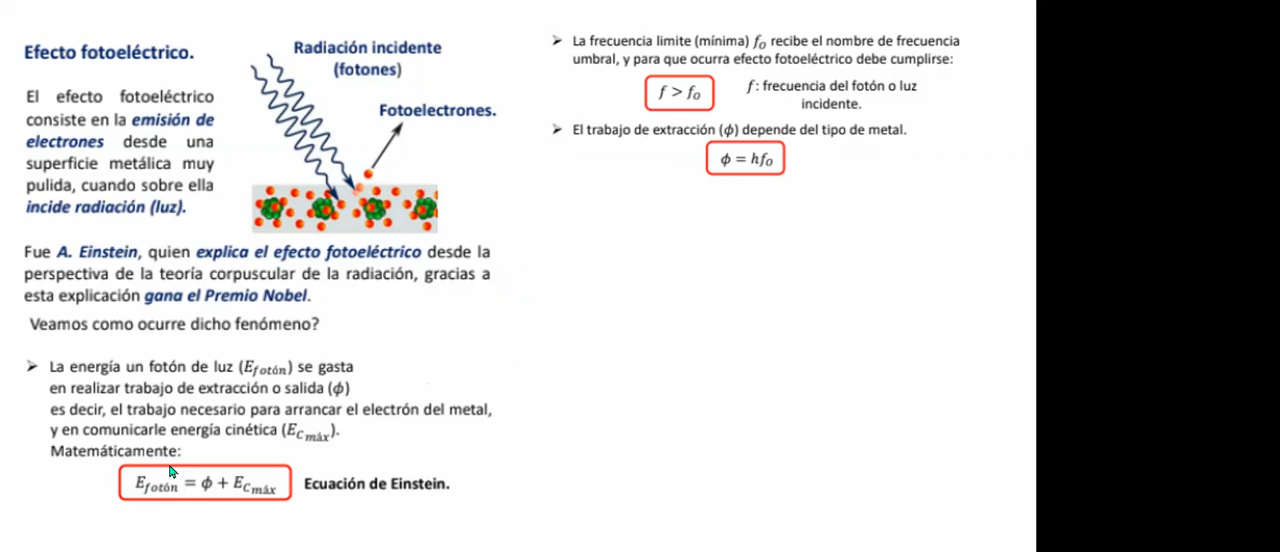 Efecto fotoeléctrico.
Radiación incidente
(fotones)
Fotoelectrones.
El efecto fotoeléctrico
consiste en la emisión de
electrones desde una
superficie metálica muy
pulida, cuando sobre ella
incide radiación (luz).
Fue A. Einstein, quien explica el efecto fotoeléctrico desde la
perspectiva de la teoría corpuscular de la radiación, gracias a
esta explicación gana el Premio Nobel.
Veamos como ocurre dicho fenómeno?
➢ La energía un fotón de luz (E_fotón) se gasta
en realizar trabajo de extracción o salida (ϕ)
es decir, el trabajo necesario para arrancar el electrón del metal,
y en comunicarle energía cinética (E_C máx).
Matemáticamente:
E_fotón = ϕ + E_C máx Ecuación de Einstein.
➢ La frecuencia limite (mínima) f_o recibe el nombre de frecuencia
umbral, y para que ocurra efecto fotoeléctrico debe cumplirse:
f > f_o
f: frecuencia del fotón o luz
incidente.
➢ El trabajo de extracción (ϕ) depende del tipo de metal.
ϕ = hf_o